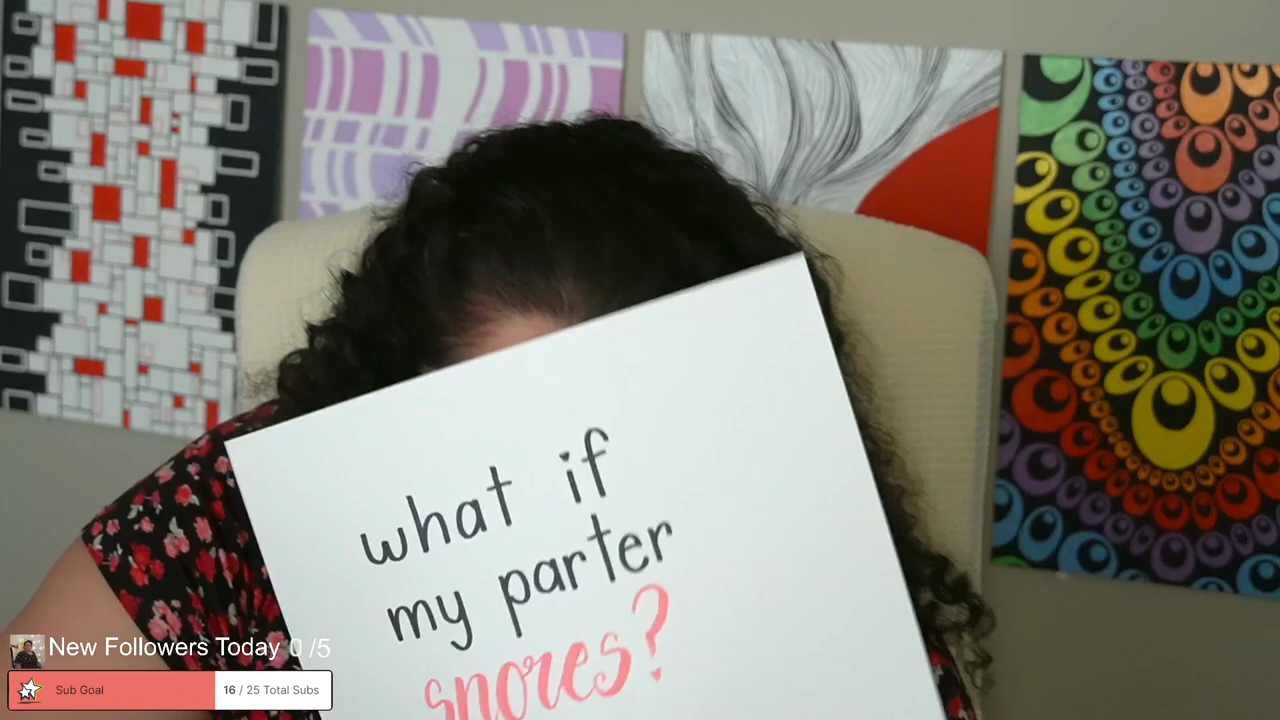 what if
my parter
snores?
New Followers Today 0/5
Sub Goal
16 / 25 Total Subs